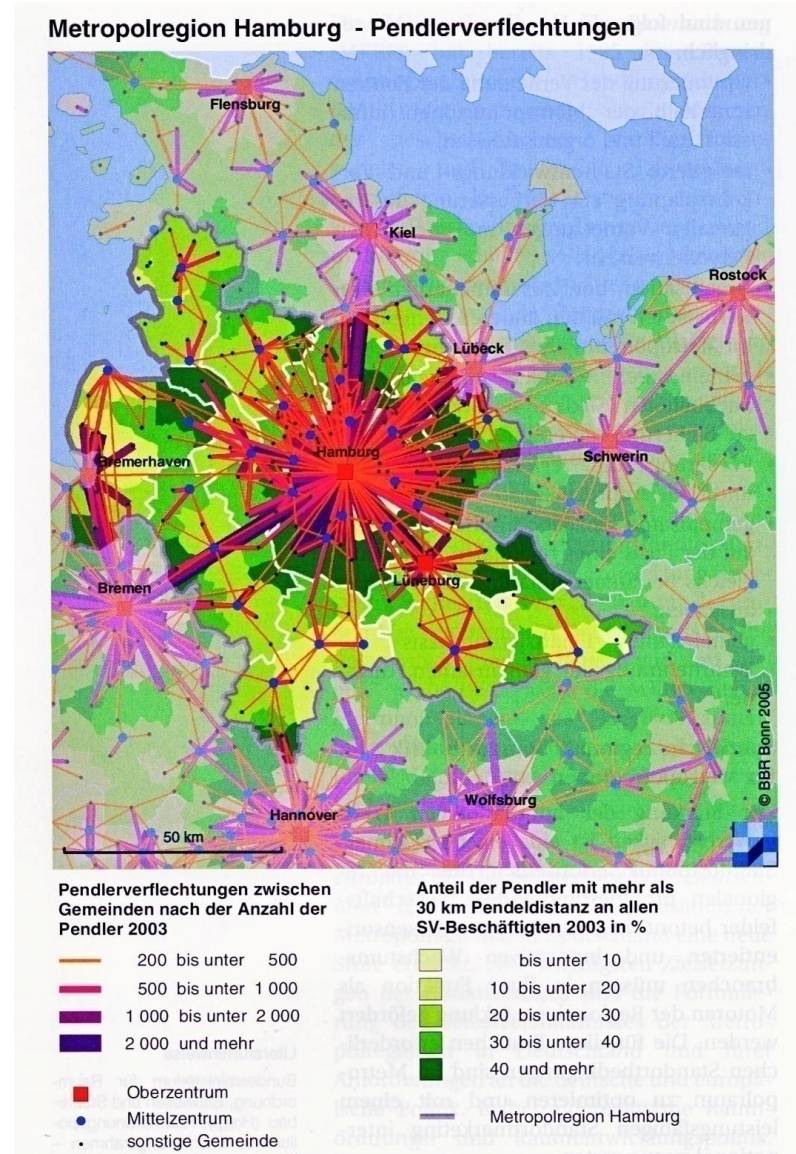 Metropolregion Hamburg - Pendlerverflechtungen
Flensburg
Kiel
Rostock
Lübeck
Hamburg
Schwerin
Bremerhaven
Lüneburg
Bremen
Wolfsburg
Hannover
50 km
© BBR Bonn 2005
Pendlerverflechtungen zwischen
Gemeinden nach der Anzahl der
Pendler 2003
200 bis unter 500
500 bis unter 1 000
1 000 bis unter 2 000
2 000 und mehr
Oberzentrum
Mittelzentrum
sonstige Gemeinde
Anteil der Pendler mit mehr als
30 km Pendeldistanz an allen
SV-Beschäftigten 2003 in %
bis unter 10
10 bis unter 20
20 bis unter 30
30 bis unter 40
40 und mehr
Metropolregion Hamburg